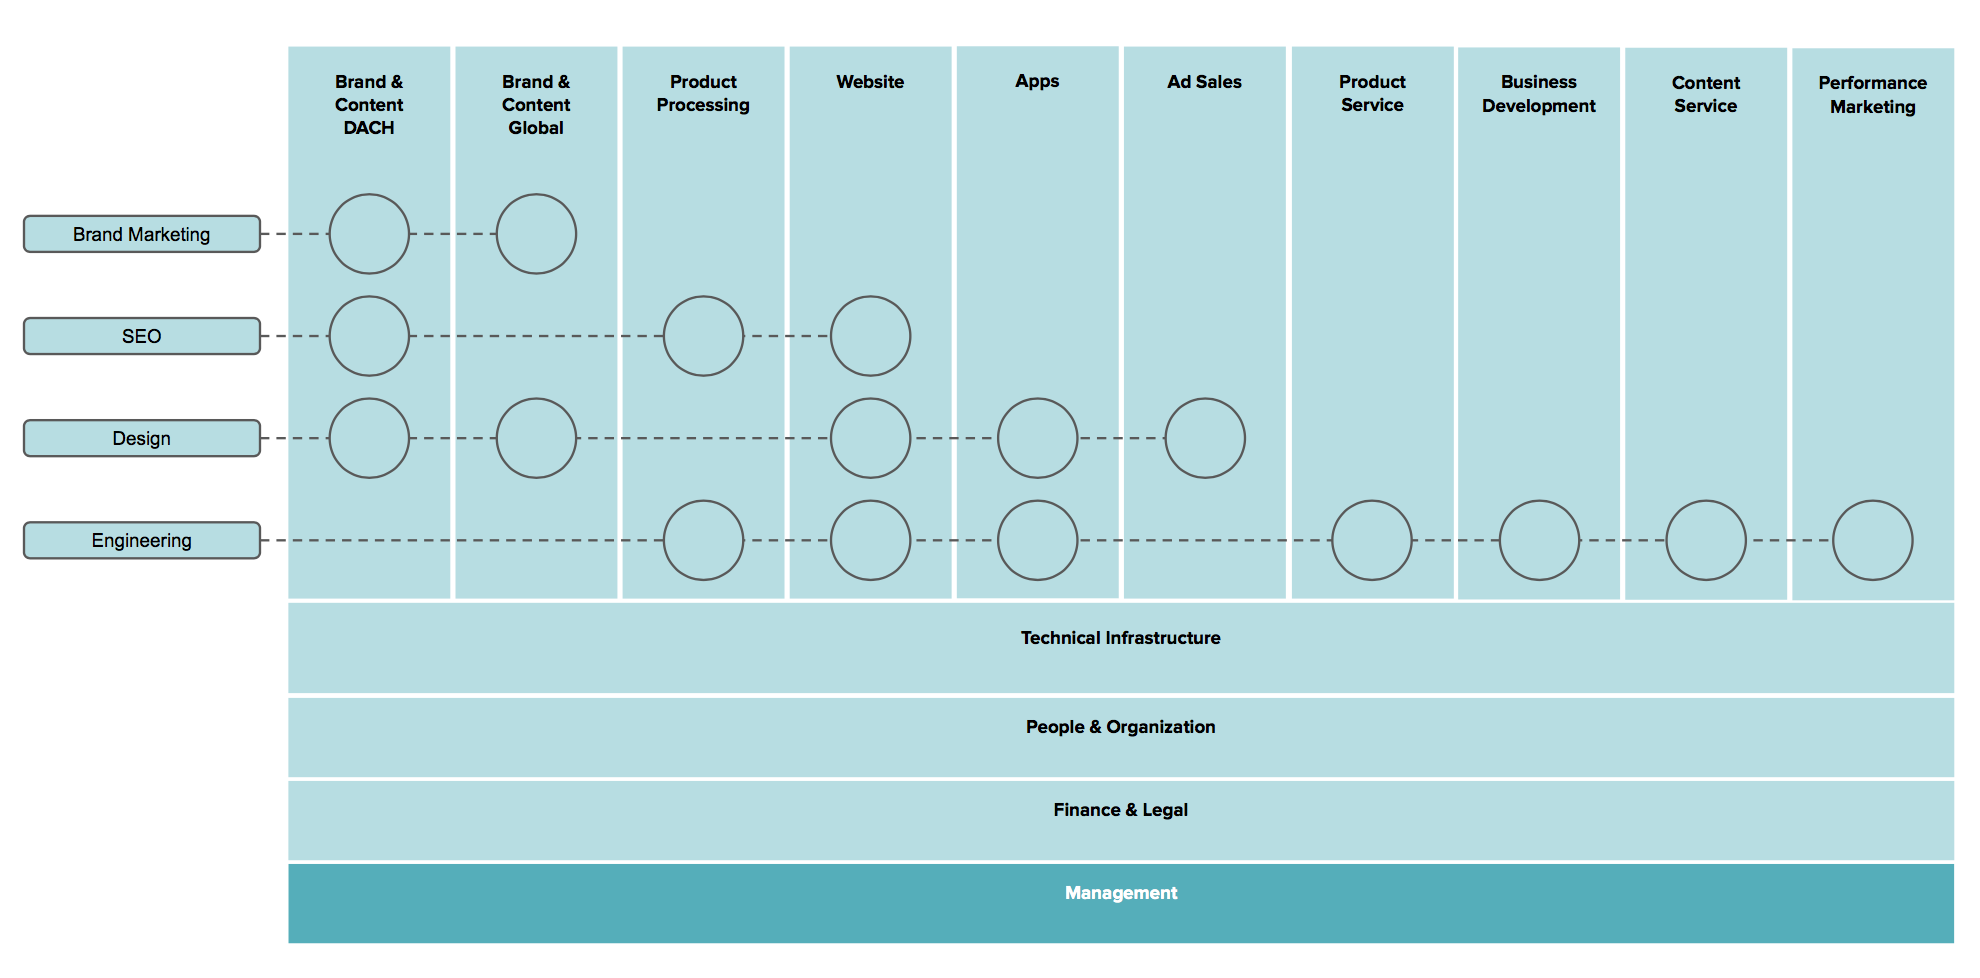 Brand &
Content
DACH
Brand &
Content
Global
Product
Processing
Website
Apps
Ad Sales
Product
Service
Business
Development
Content
Service
Performance
Marketing
Brand Marketing
SEO
Design
Engineering
Technical Infrastructure
People & Organization
Finance & Legal
Management